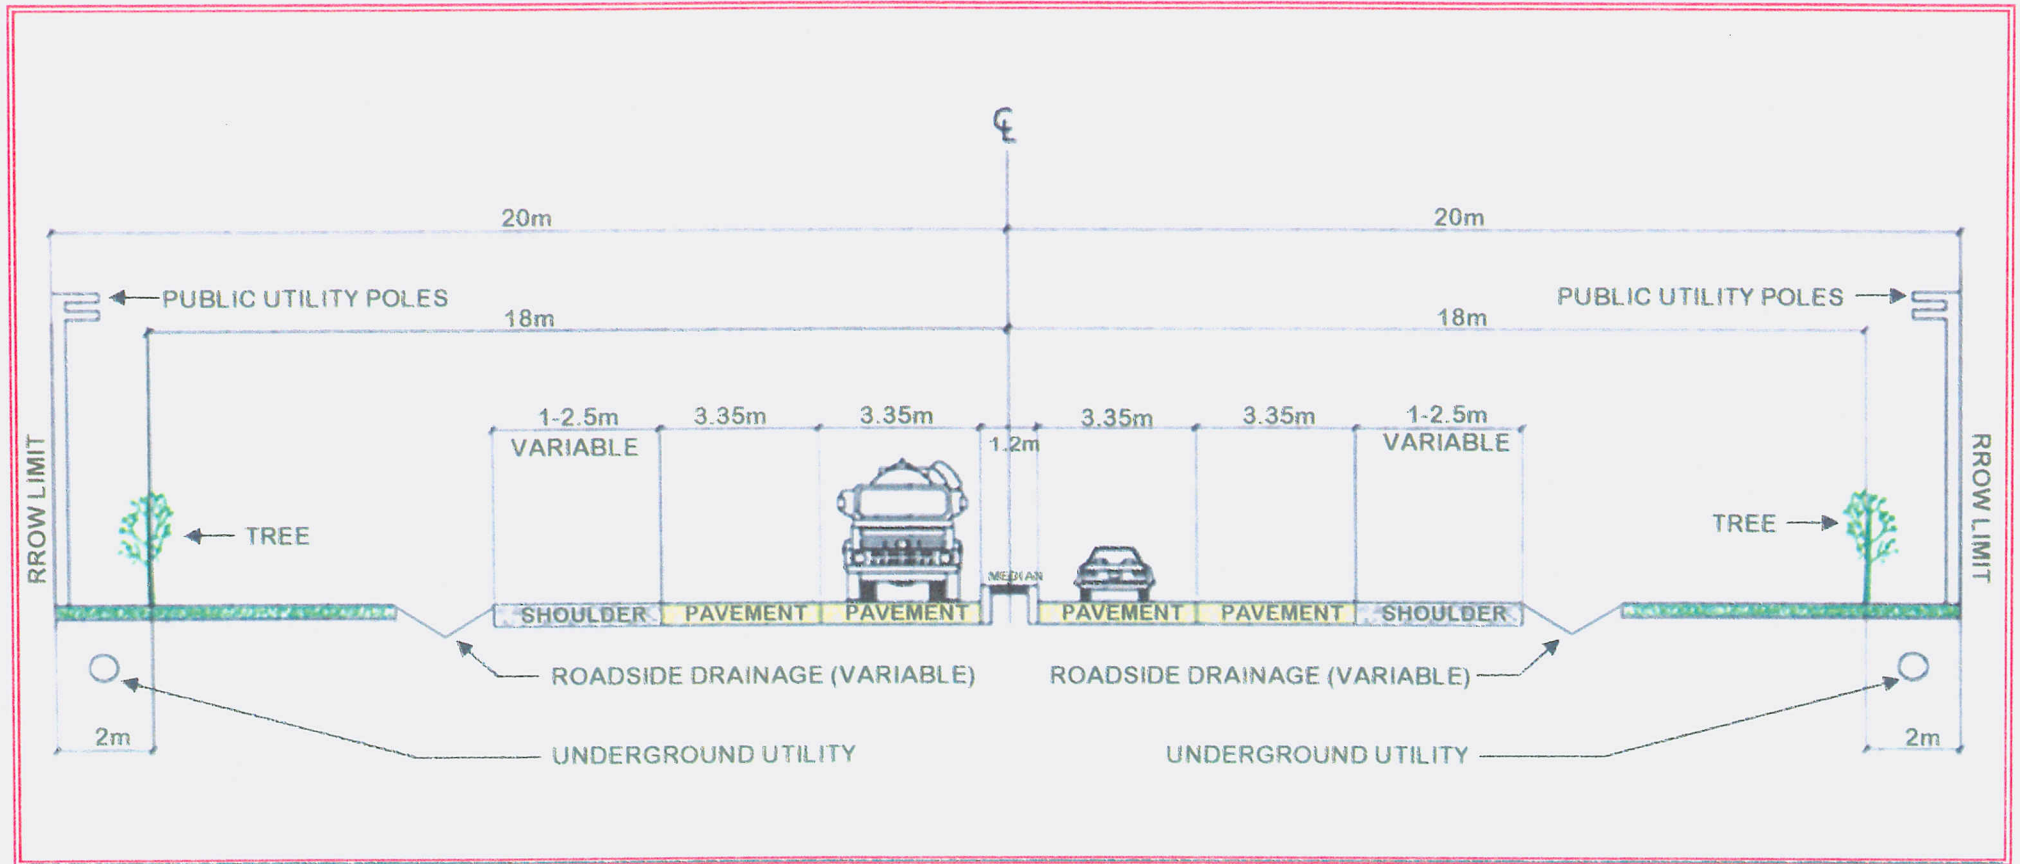 ℄
20m 20m
PUBLIC UTILITY POLES PUBLIC UTILITY POLES
18m 18m
1-2.5m 3.35m 3.35m 3.35m 3.35m 1-2.5m
VARIABLE 1.2m VARIABLE
RROW LIMIT RROW LIMIT
TREE TREE
MEDIAN
SHOULDER PAVEMENT PAVEMENT PAVEMENT PAVEMENT SHOULDER
ROADSIDE DRAINAGE (VARIABLE) ROADSIDE DRAINAGE (VARIABLE)
2m 2m
UNDERGROUND UTILITY UNDERGROUND UTILITY